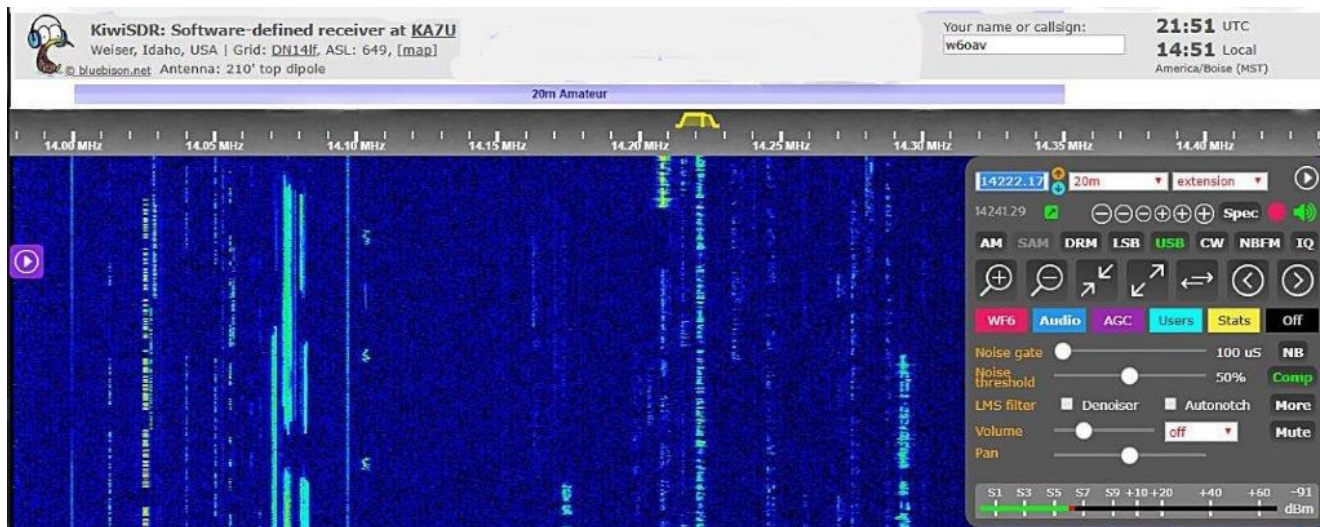 KiwiSDR: Software-defined receiver at KA7U
Weiser, Idaho, USA | Grid: DN14lf, ASL: 649, [map]
© bluebison.net Antenna: 210' top dipole
Your name or callsign:
w6oav
21:51 UTC
14:51 Local
America/Boise (MST)
20m Amateur
14.00 MHz 14.05 MHz 14.10 MHz 14.15 MHz 14.20 MHz 14.25 MHz 14.30 MHz 14.35 MHz 14.40 MHz
14222.17 20m extension
14241.29 Spec
AM SAM DRM LSB USB CW NBFM IQ
WF6 Audio AGC Users Stats Off
Noise gate 100 uS NB
Noise threshold 50% Comp
LMS filter Denoiser Autonotch More
Volume off Mute
Pan
S1 S3 S5 S7 S9 +10 +20 +40 +60 -91
dBm